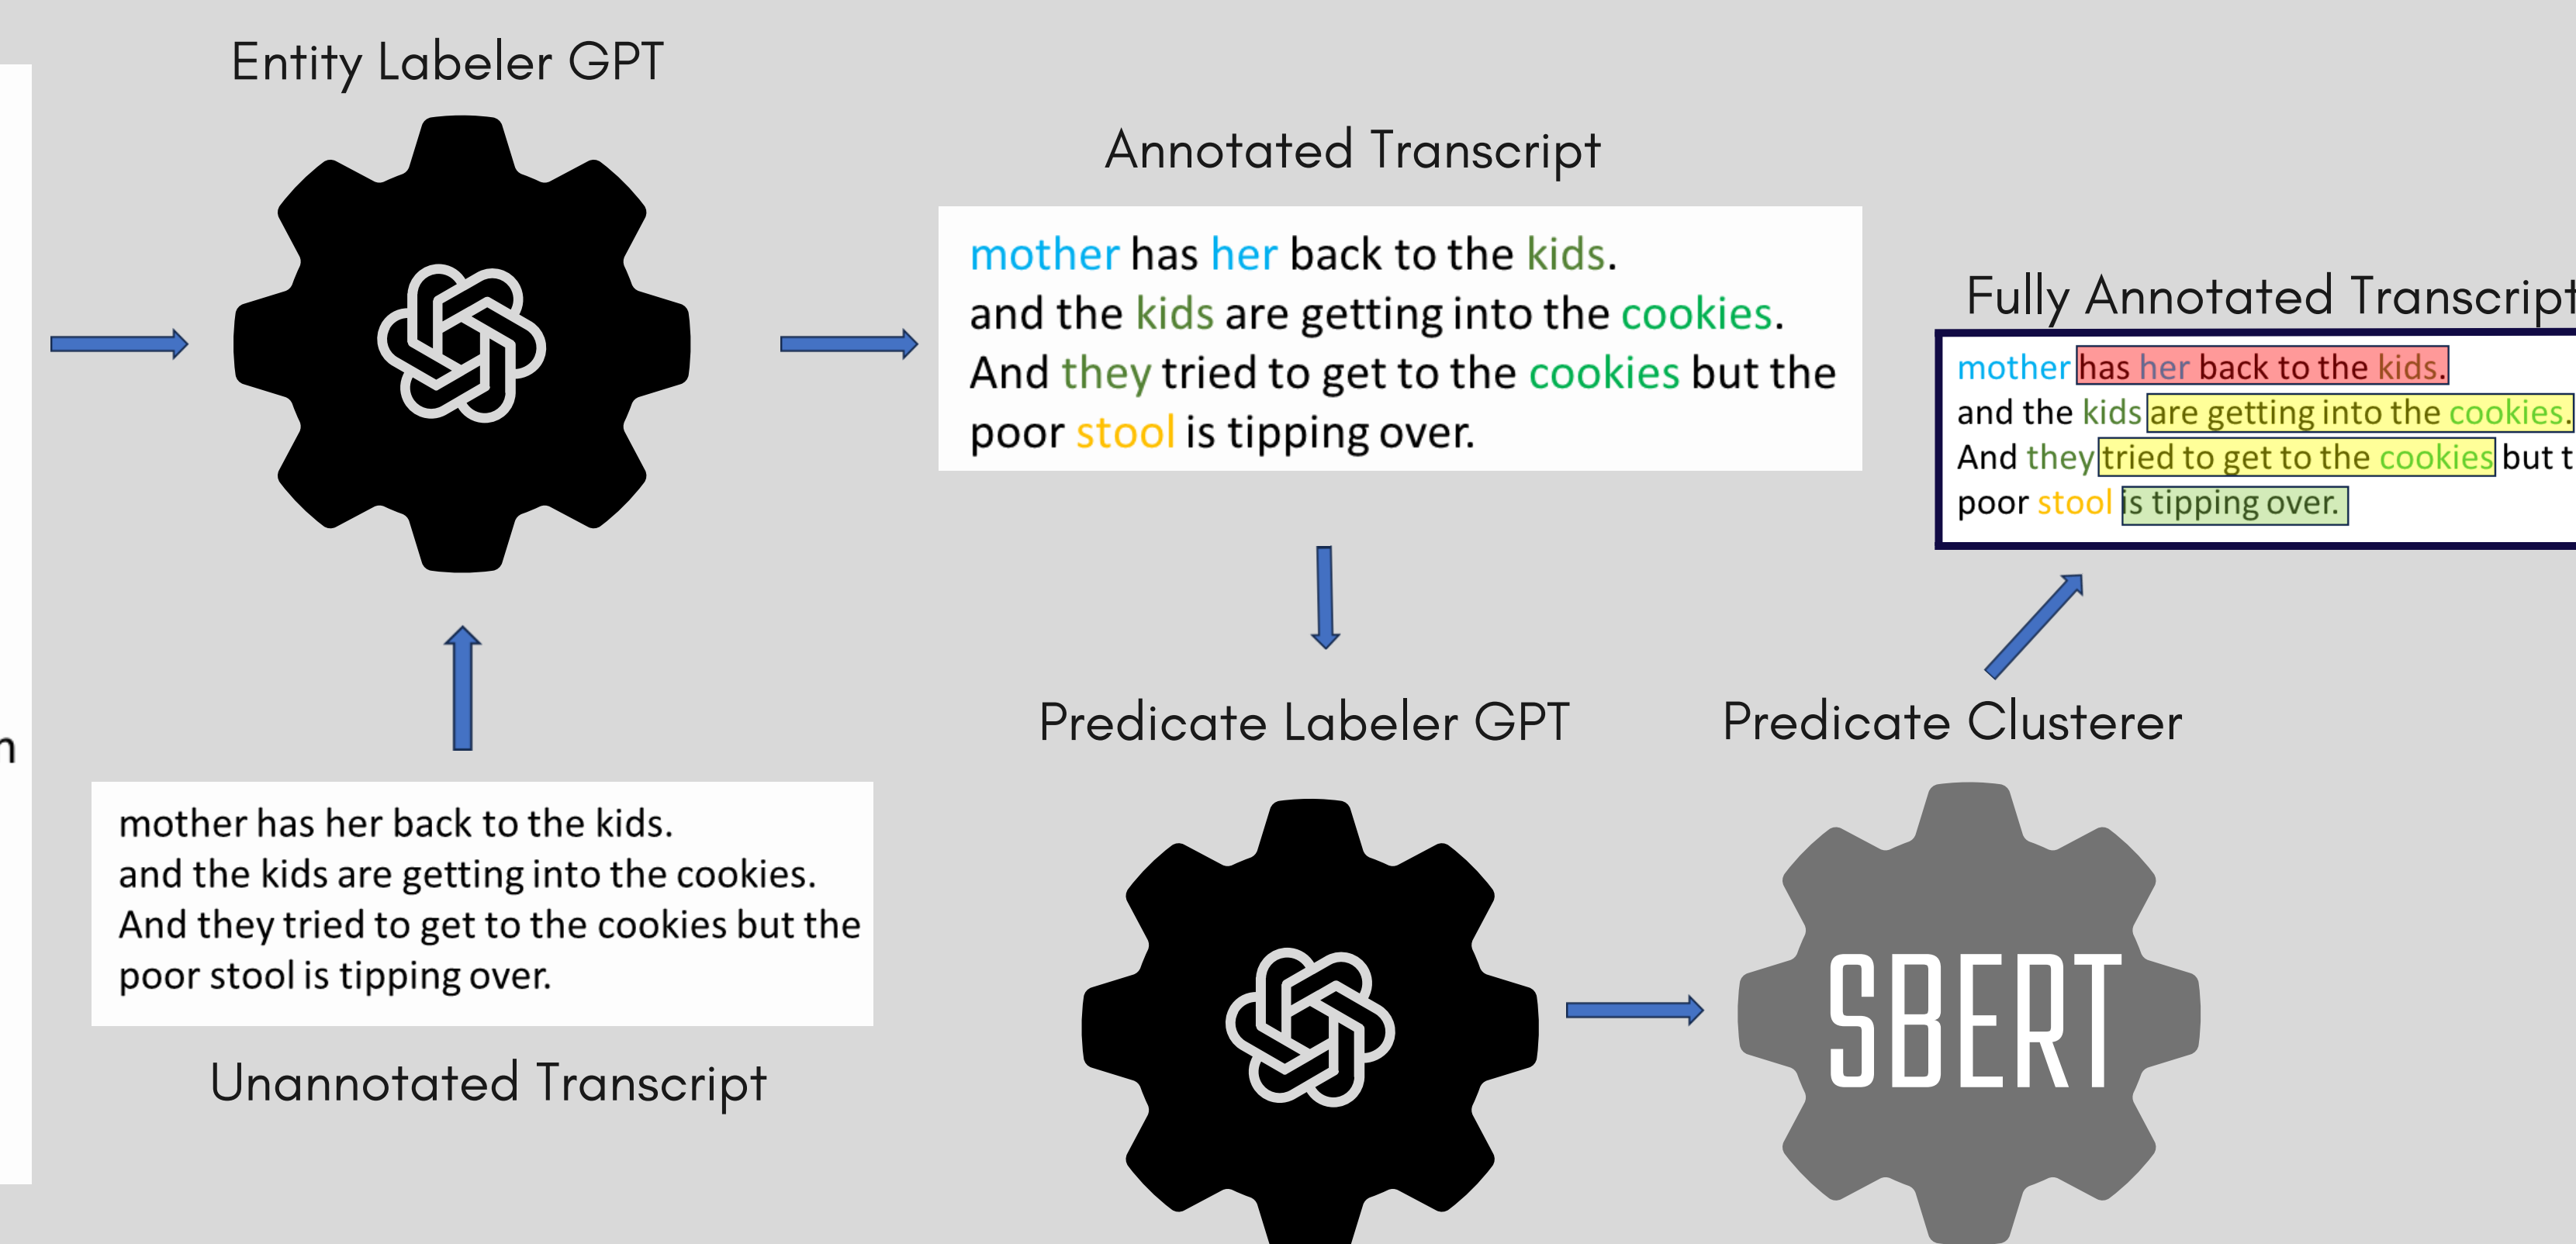 Entity Labeler GPT
Annotated Transcript
mother has her back to the kids.
and the kids are getting into the cookies.
And they tried to get to the cookies but the
poor stool is tipping over.
Fully Annotated Transcript
mother has her back to the kids.
and the kids are getting into the cookies.
And they tried to get to the cookies but t
poor stool is tipping over.
n
mother has her back to the kids.
and the kids are getting into the cookies.
And they tried to get to the cookies but the
poor stool is tipping over.
Unannotated Transcript
Predicate Labeler GPT
Predicate Clusterer
SBERT